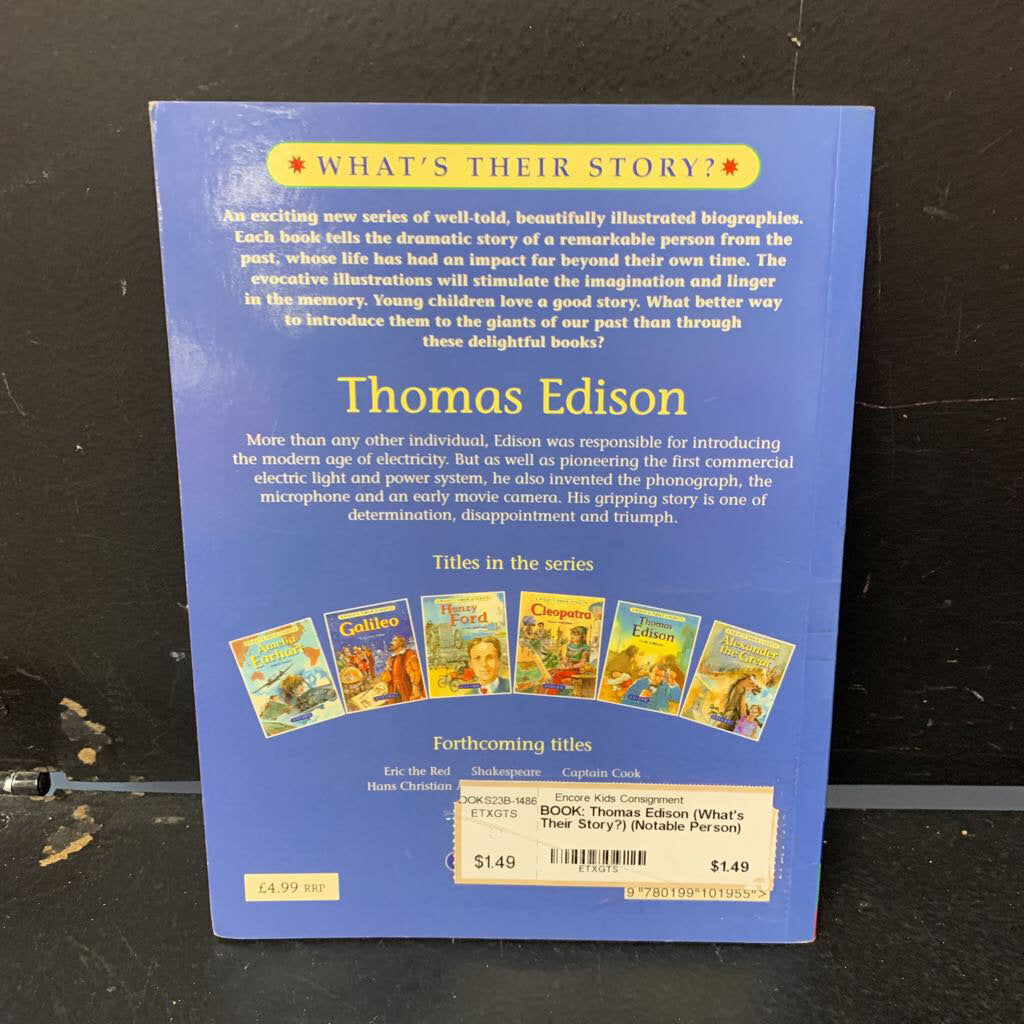 WHAT'S THEIR STORY?
An exciting new series of well-told, beautifully illustrated biographies.
Each book tells the dramatic story of a remarkable person from the
past, whose life has had an impact far beyond their own time. The
evocative illustrations will stimulate the imagination and linger
in the memory. Young children love a good story. What better way
to introduce them to the giants of our past than through
these delightful books?
Thomas Edison
More than any other individual, Edison was responsible for introducing
the modern age of electricity. But as well as pioneering the first commercial
electric light and power system, he also invented the phonograph, the
microphone and an early movie camera. His gripping story is one of
determination, disappointment and triumph.
Titles in the series
Amelia
Earhart
Galileo
Henry
Ford
Cleopatra
Thomas
Edison
Alexander
the Great
Forthcoming titles
Eric the Red Shakespeare Captain Cook
Hans Christian
OOKS23B-1486
ETXGTS
$1.49
Encore Kids Consignment
BOOK: Thomas Edison (What's
Their Story?) (Notable Person)
ETXGTS
$1.49
£4.99 RRP
9 "780199"101955">